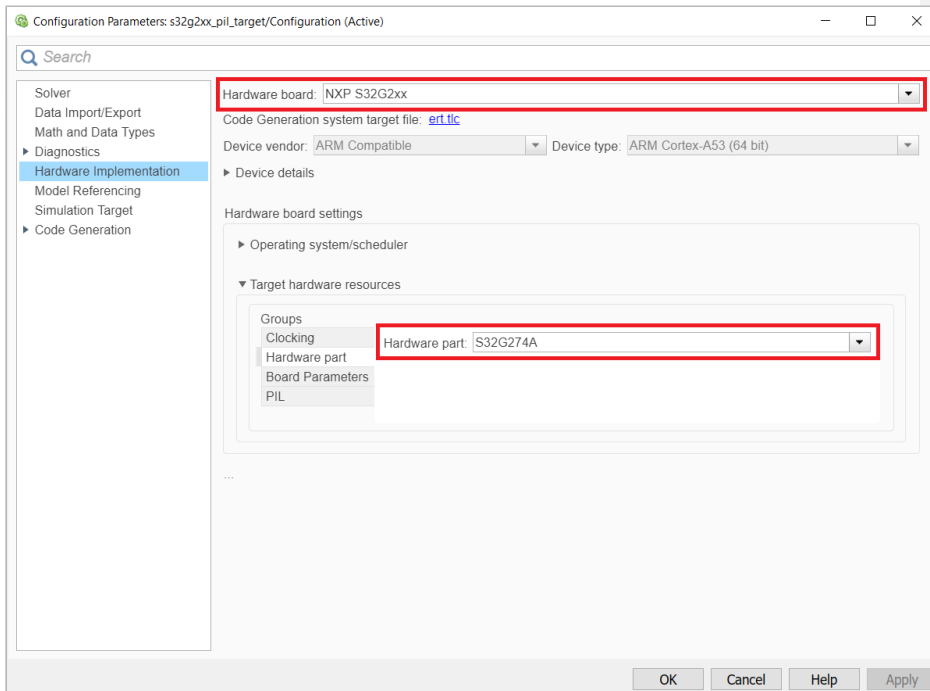 Configuration Parameters: s32g2xx_pil_target/Configuration (Active)
Search
Solver
Data Import/Export
Math and Data Types
Diagnostics
Hardware Implementation
Model Referencing
Simulation Target
Code Generation
Hardware board: NXP S32G2xx
Code Generation system target file: ert.tlc
Device vendor: ARM Compatible Device type: ARM Cortex-A53 (64 bit)
Device details
Hardware board settings
Operating system/scheduler
Target hardware resources
Groups
Clocking
Hardware part
Board Parameters
PIL
Hardware part: S32G274A
...
OK Cancel Help Apply